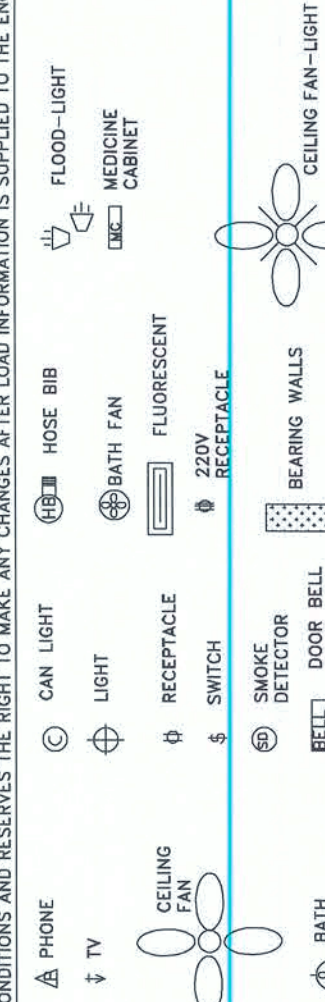 ONDITIONS AND RESERVES THE RIGHT TO MAKE ANY CHANGES AFTER LOAD INFORMATION IS SUPPLIED TO THE
PHONE
C CAN LIGHT
HB HOSE BIB
FLOOD-LIGHT
TV
LIGHT
BATH FAN
MC MEDICINE
CABINET
CEILING
FAN
RECEPTACLE
FLUORESCENT
$ SWITCH
220V
RECEPTACLE
SD SMOKE
DETECTOR
BEARING WALLS
CEILING FAN-LIGHT
BATH
BELL DOOR BELL